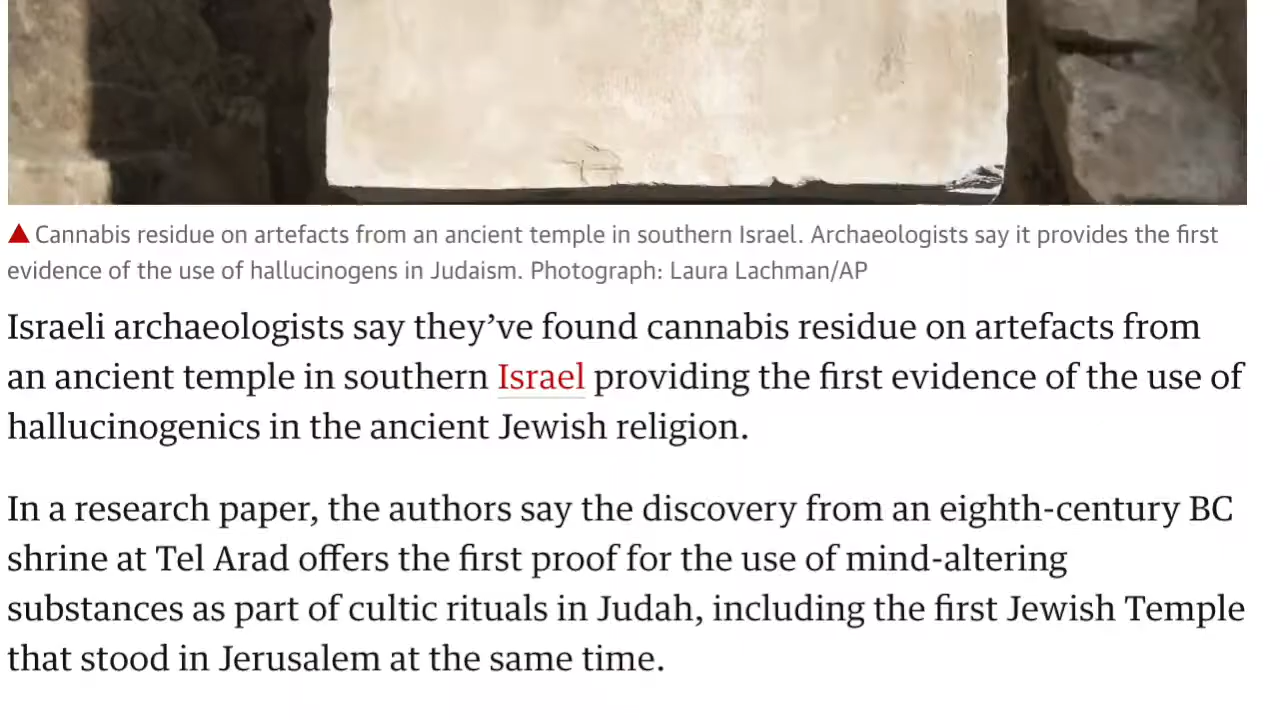 ▲ Cannabis residue on artefacts from an ancient temple in southern Israel. Archaeologists say it provides the first
evidence of the use of hallucinogens in Judaism. Photograph: Laura Lachman/AP
Israeli archaeologists say they’ve found cannabis residue on artefacts from
an ancient temple in southern Israel providing the first evidence of the use of
hallucinogenics in the ancient Jewish religion.
In a research paper, the authors say the discovery from an eighth-century BC
shrine at Tel Arad offers the first proof for the use of mind-altering
substances as part of cultic rituals in Judah, including the first Jewish Temple
that stood in Jerusalem at the same time.